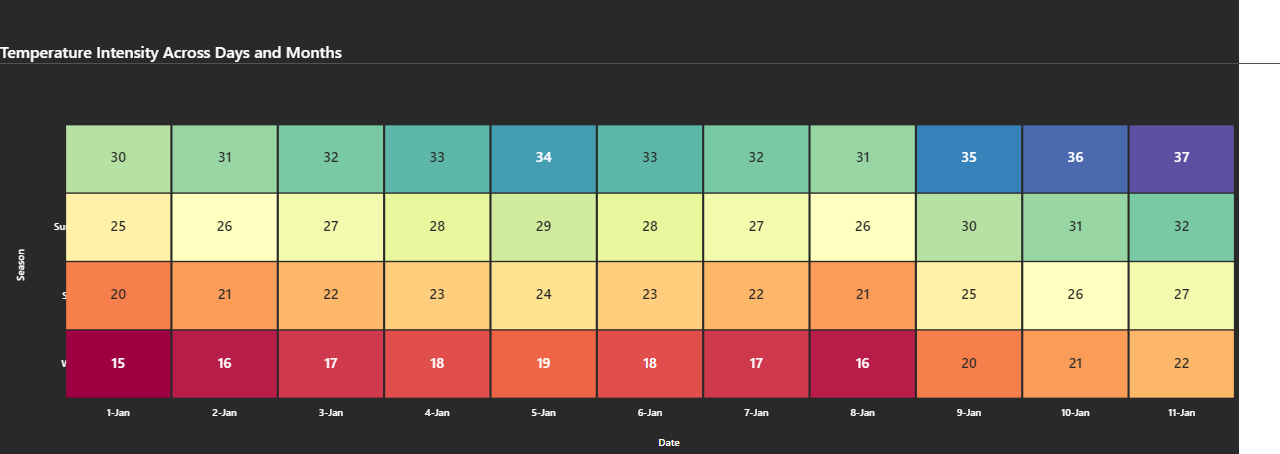 Temperature Intensity Across Days and Months
30 31 32 33 34 33 32 31 35 36 37
25 26 27 28 29 28 27 26 30 31 32
Season
20 21 22 23 24 23 22 21 25 26 27
15 16 17 18 19 18 17 16 20 21 22
1-Jan 2-Jan 3-Jan 4-Jan 5-Jan 6-Jan 7-Jan 8-Jan 9-Jan 10-Jan 11-Jan
Date